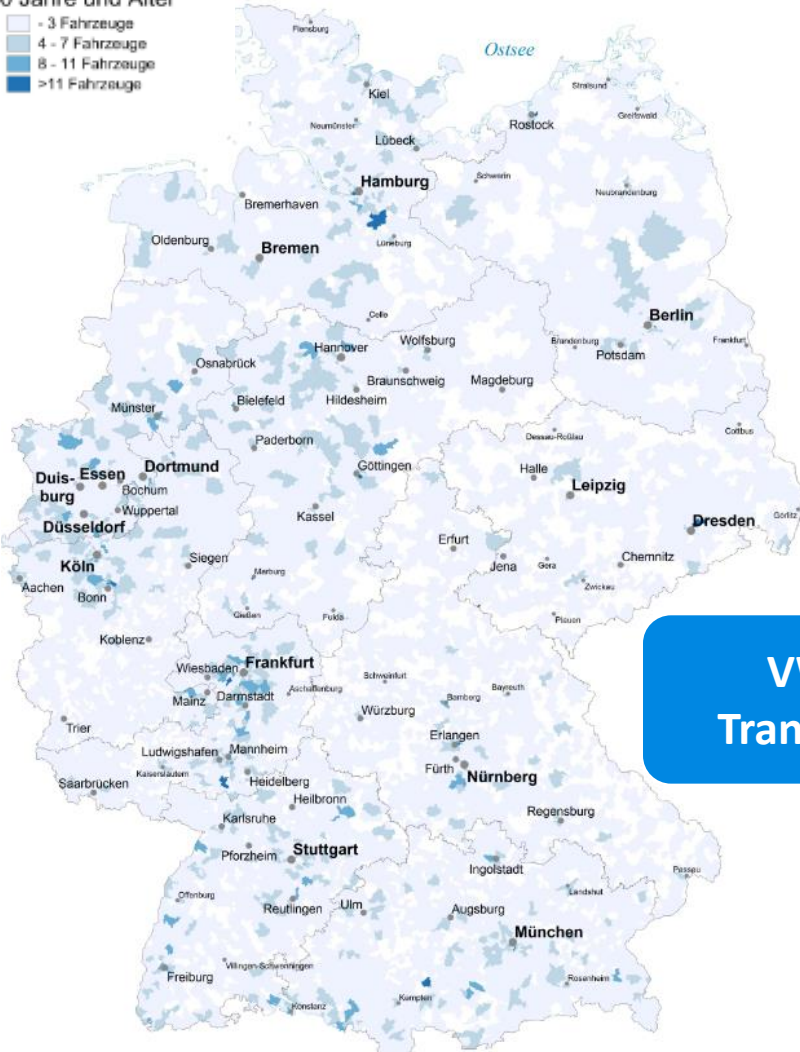 0 Jahre und Älter
- 3 Fahrzeuge
4 - 7 Fahrzeuge
8 - 11 Fahrzeuge
>11 Fahrzeuge
Flensburg
Ostsee
Kiel
Stralsund
Greifswald
Rostock
Neumünster
Lübeck
Schwerin
Hamburg
Neubrandenburg
Bremerhaven
Oldenburg
Bremen
Lüneburg
Celle
Berlin
Hannover
Wolfsburg
Brandenburg
Potsdam
Frankfurt
Osnabrück
Braunschweig
Magdeburg
Münster
Bielefeld
Hildesheim
Paderborn
Dessau-Roßlau
Cottbus
Duis-
burg
Essen
Dortmund
Bochum
Göttingen
Halle
Leipzig
Wuppertal
Düsseldorf
Kassel
Dresden
Görlitz
Köln
Siegen
Erfurt
Jena
Gera
Chemnitz
Aachen
Bonn
Marburg
Zwickau
Gießen
Fulda
Plauen
Koblenz
Wiesbaden
Frankfurt
Schweinfurt
Mainz
Darmstadt
Aschaffenburg
Bamberg
Bayreuth
Würzburg
Trier
Erlangen
Ludwigshafen
Mannheim
Kaiserslautern
Fürth
Nürnberg
Saarbrücken
Heidelberg
Heilbronn
Karlsruhe
Regensburg
Pforzheim
Stuttgart
Ingolstadt
Passau
Offenburg
Landshut
Reutlingen
Ulm
Augsburg
München
Villingen-Schwenningen
Freiburg
Rosenheim
Konstanz
Kempten
Tran